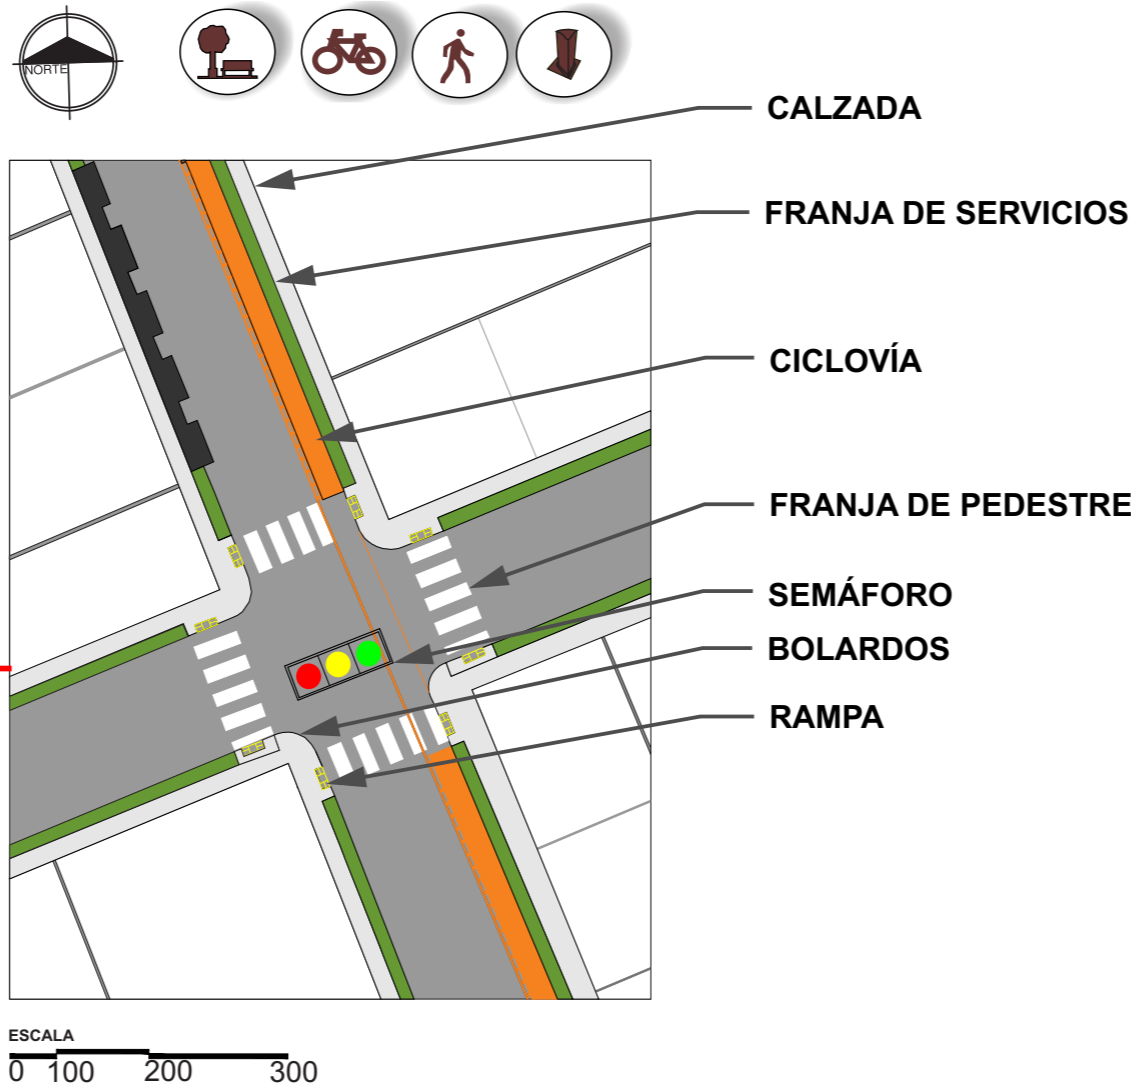 NORTE
CALZADA
FRANJA DE SERVICIOS
CICLOVÍA
FRANJA DE PEDESTRE
SEMÁFORO
BOLARDOS
RAMPA
ESCALA
0 100 200 300